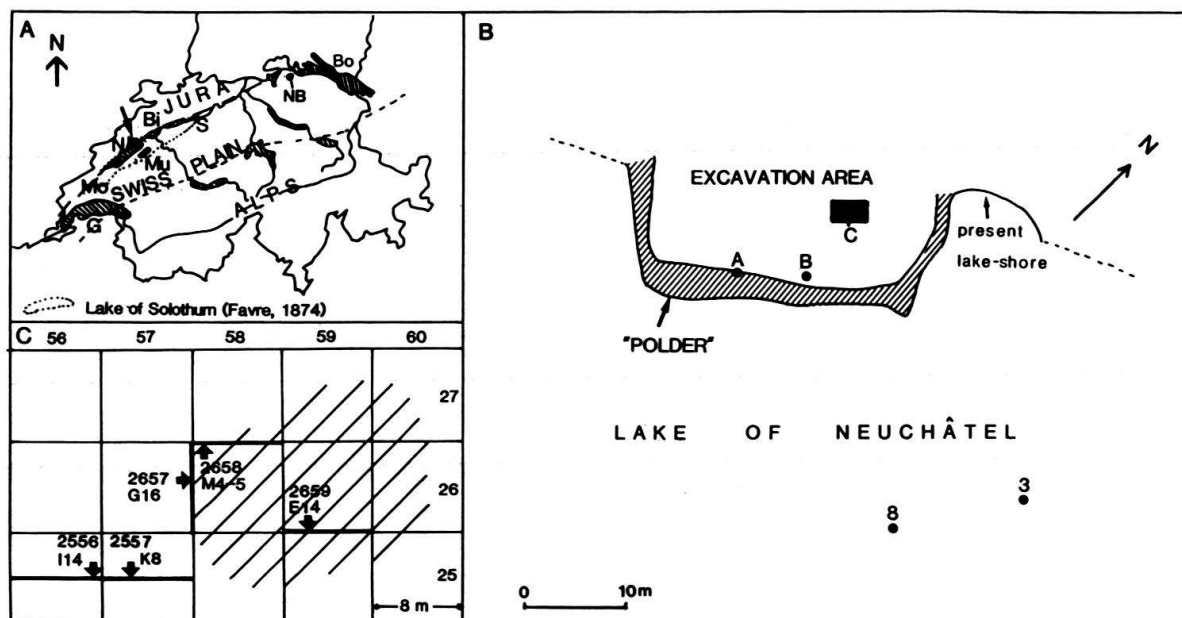 A
N
JURA
Bo
NB
Bi
S
N
Mu
Mo
SWISS PLAIN
ALPS
G
Lake of Solothurn (Favre, 1874)
C
56 57 58 59 60
27
26
25
2657
G16
2658
M4-5
2659
E14
2556
I14
2557
K8
8 m
B
N
EXCAVATION AREA
C
A
B
present
lake-shore
"POLDER"
LAKE OF NEUCHÂTEL
3
8
0 10m